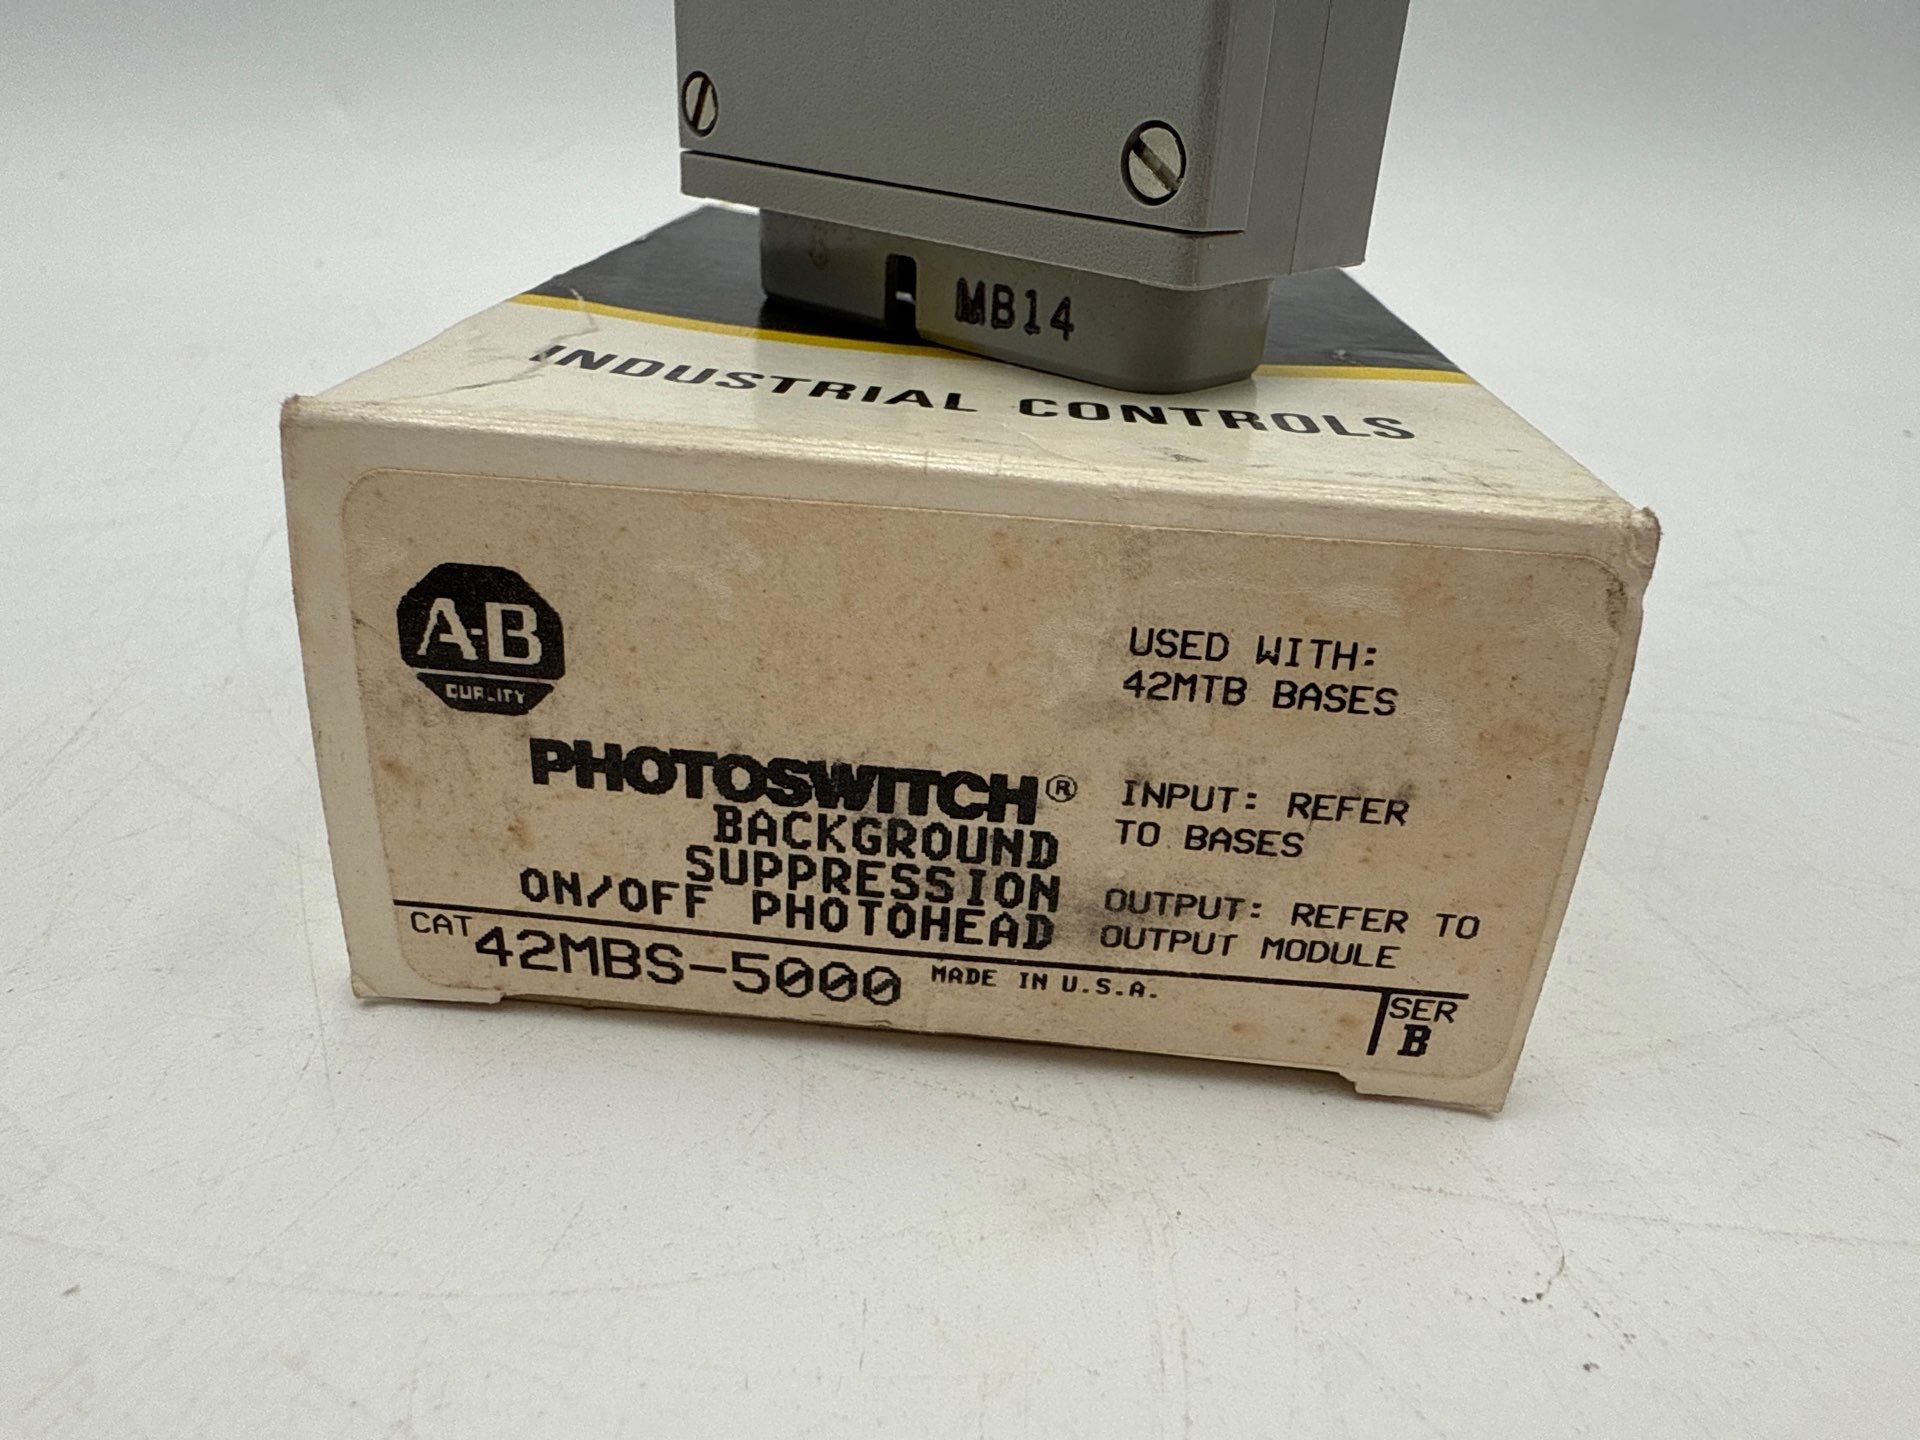 MB14
INDUSTRIAL CONTROLS
A-B
QUALITY
PHOTOSWITCH®
BACKGROUND
SUPPRESSION
ON/OFF PHOTOHEAD
USED WITH:
42MTB BASES
INPUT: REFER
TO BASES
OUTPUT: REFER TO
OUTPUT MODULE
CAT 42MBS-5000 MADE IN U.S.A.
SER
B